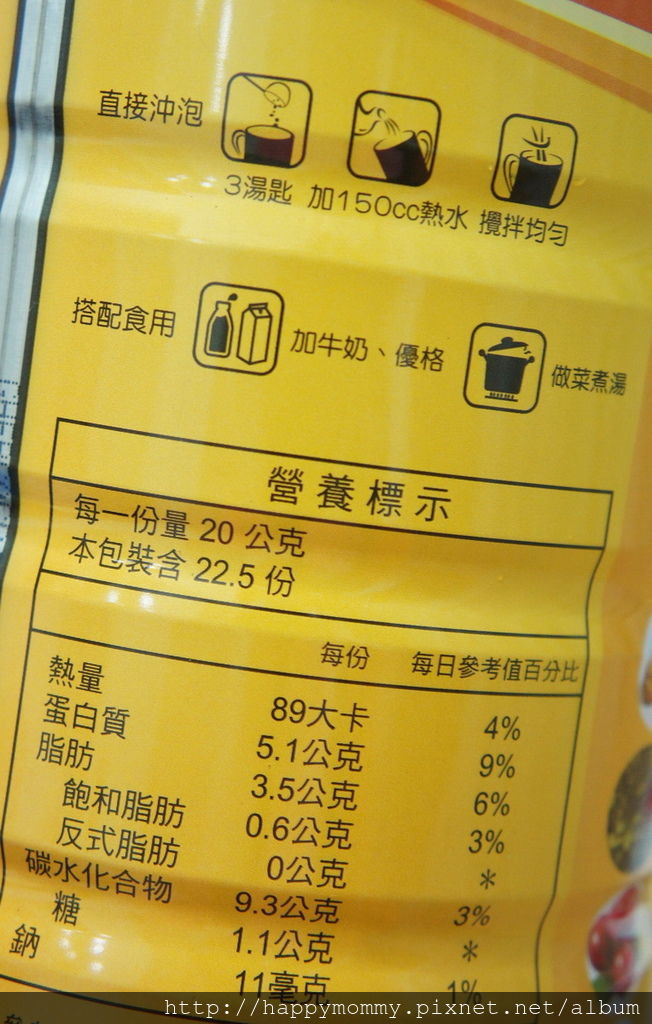 直接沖泡
3湯匙 加150cc熱水 攪拌均勻
搭配食用 加牛奶、優格 做菜煮湯
營養標示
每一份量 20 公克
本包裝含 22.5 份
每份 每日參考值百分比
熱量 89大卡 4%
蛋白質 5.1公克 9%
脂肪 3.5公克 6%
飽和脂肪 0.6公克 3%
反式脂肪 0公克 *
碳水化合物 9.3公克 3%
糖 1.1公克 *
鈉 11毫克 1%
http://happymommy.pixnet.net/album